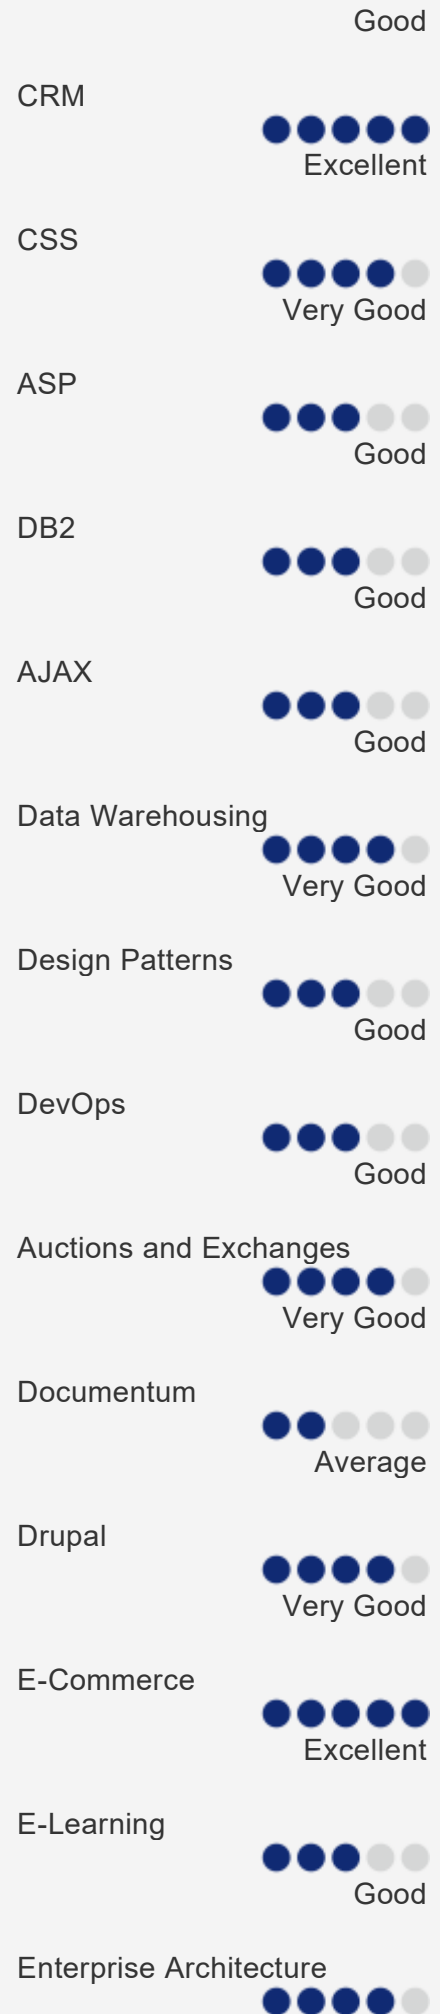 Good
CRM
Excellent
CSS
Very Good
ASP
Good
DB2
Good
AJAX
Good
Data Warehousing
Very Good
Design Patterns
Good
DevOps
Good
Auctions and Exchanges
Very Good
Documentum
Average
Drupal
Very Good
E-Commerce
Excellent
E-Learning
Good
Enterprise Architecture